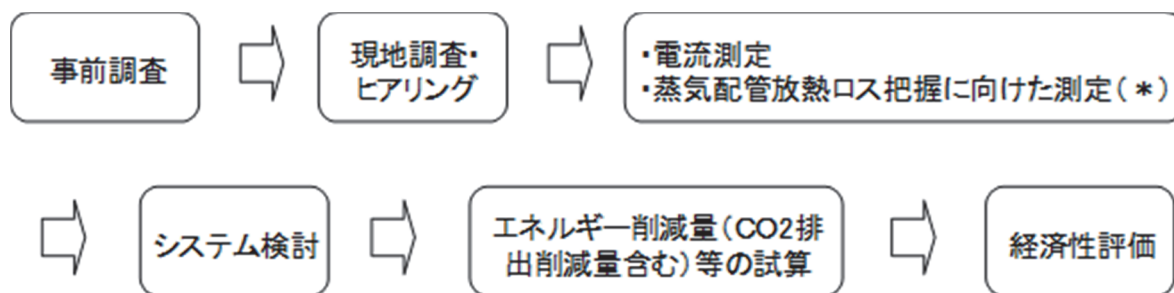 事前調査
現地調査・
ヒアリング
・電流測定
・蒸気配管放熱ロス把握に向けた測定(＊)
システム検討
エネルギー削減量(CO2排
出削減量含む)等の試算
経済性評価